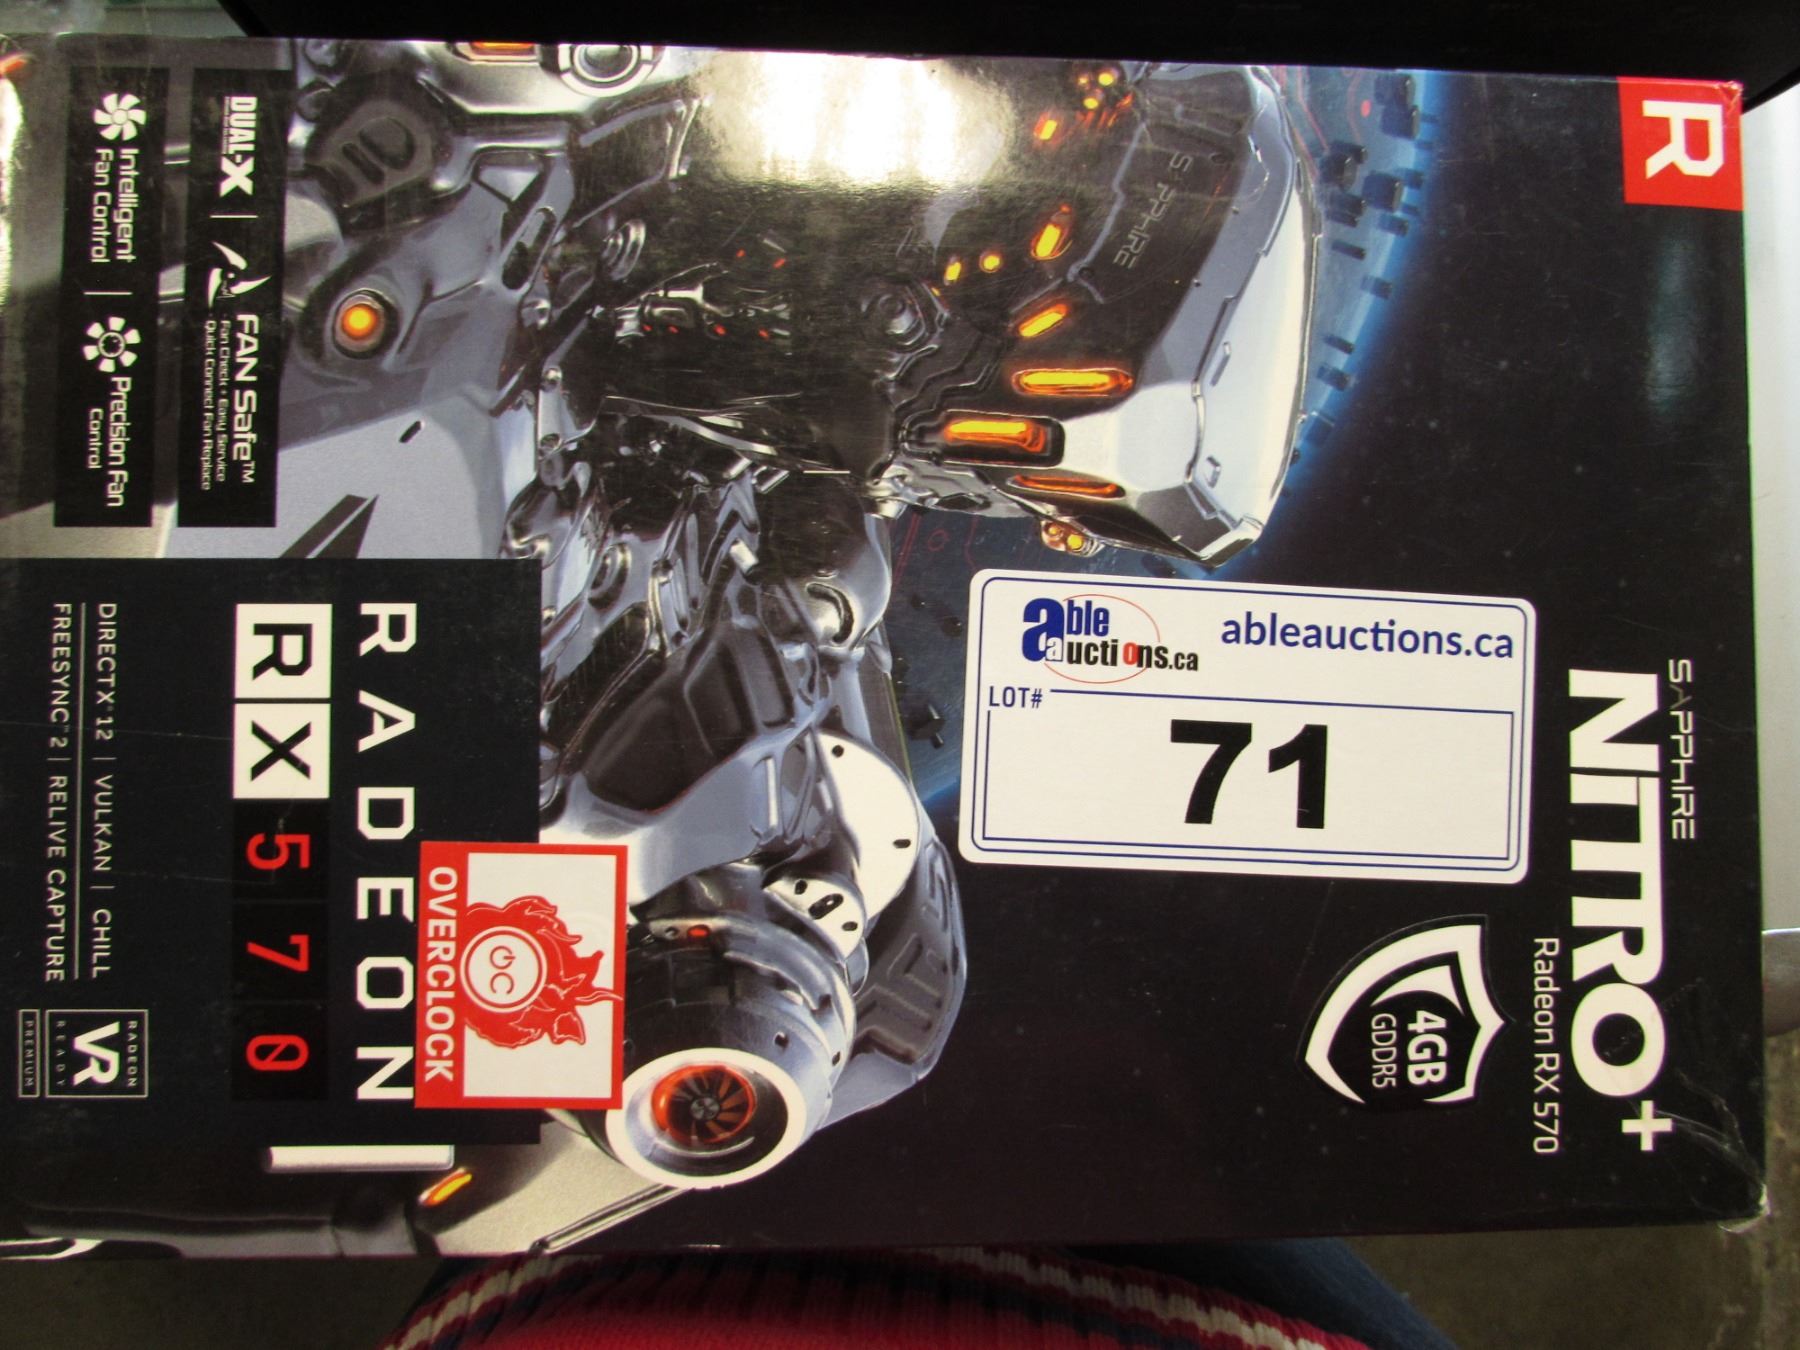 R
SAPPHIRE
NITRO+
Radeon RX 570
4GB
GDDR5
able auctions.ca
ableauctions.ca
LOT#
71
SAPPHIRE
OC
OVERCLOCK
RADEON
RX 570
DIRECTX®12 | VULKAN | CHILL
FREESYNC™2 | RELIVE CAPTURE
RADEON
VR
READY
PREMIUM
DUAL-X
FAN Safe™
· Fan Check + Easy Service
· Quick Connect Fan Replace
Intelligent
Fan Control
Precision Fan
Control